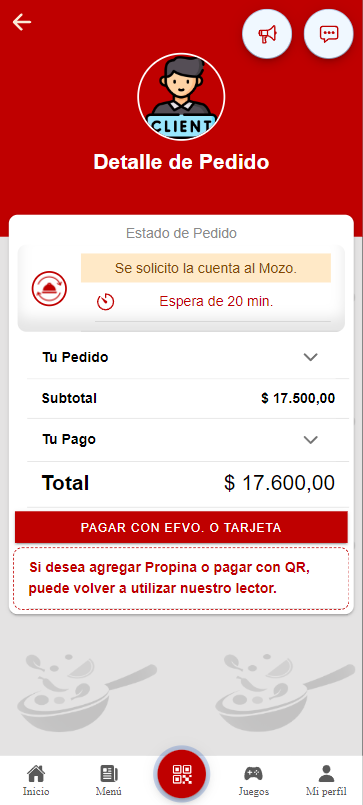 CLIENT
Detalle de Pedido
Estado de Pedido
Se solicito la cuenta al Mozo.
Espera de 20 min.
Tu Pedido
Subtotal $ 17.500,00
Tu Pago
Total $ 17.600,00
PAGAR CON EFVO. O TARJETA
Si desea agregar Propina o pagar con QR,
puede volver a utilizar nuestro lector.
Inicio Menú Juegos Mi perfil